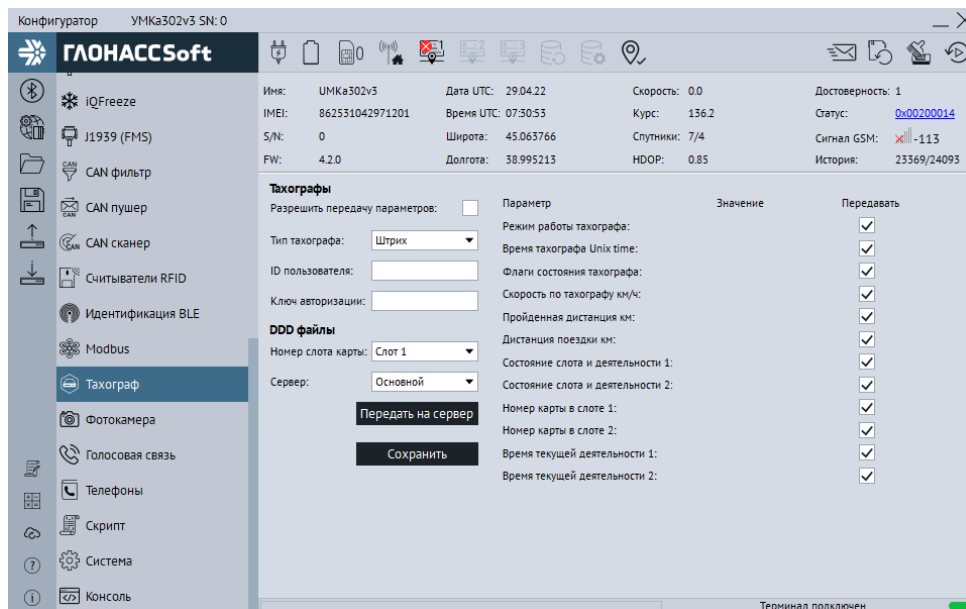 Конфигуратор УМКа302v3 SN: 0
ГЛОНАССSoft
0
1
2
3
Имя: UMKa302v3 Дата UTC: 29.04.22 Скорость: 0.0 Достоверность: 1
IMEI: 862531042971201 Время UTC: 07:30:53 Курс: 136.2 Статус: 0x00200014
S/N: 0 Широта: 45.063766 Спутники: 7/4 Сигнал GSM: -113
FW: 4.2.0 Долгота: 38.995213 HDOP: 0.85 История: 23369/24093
iQFreeze
J1939 (FMS)
CAN CAN фильтр
CAN CAN пушер
CAN CAN сканер
Считыватели RFID
Идентификация BLE
Modbus
Тахограф
Фотокамера
Голосовая связь
Телефоны
Скрипт
Система
Консоль
Тахографы
Разрешить передачу параметров:
Тип тахографа: Штрих
ID пользователя:
Ключ авторизации:
DDD файлы
Номер слота карты: Слот 1
Сервер: Основной
Передать на сервер
Сохранить
Параметр Значение Передавать
Режим работы тахографа:
Время тахографа Unix time:
Флаги состояния тахографа:
Скорость по тахографу км/ч:
Пройденная дистанция км:
Дистанция поездки км:
Состояние слота и деятельности 1:
Состояние слота и деятельности 2:
Номер карты в слоте 1:
Номер карты в слоте 2:
Время текущей деятельности 1:
Время текущей деятельности 2:
Терминал подключен